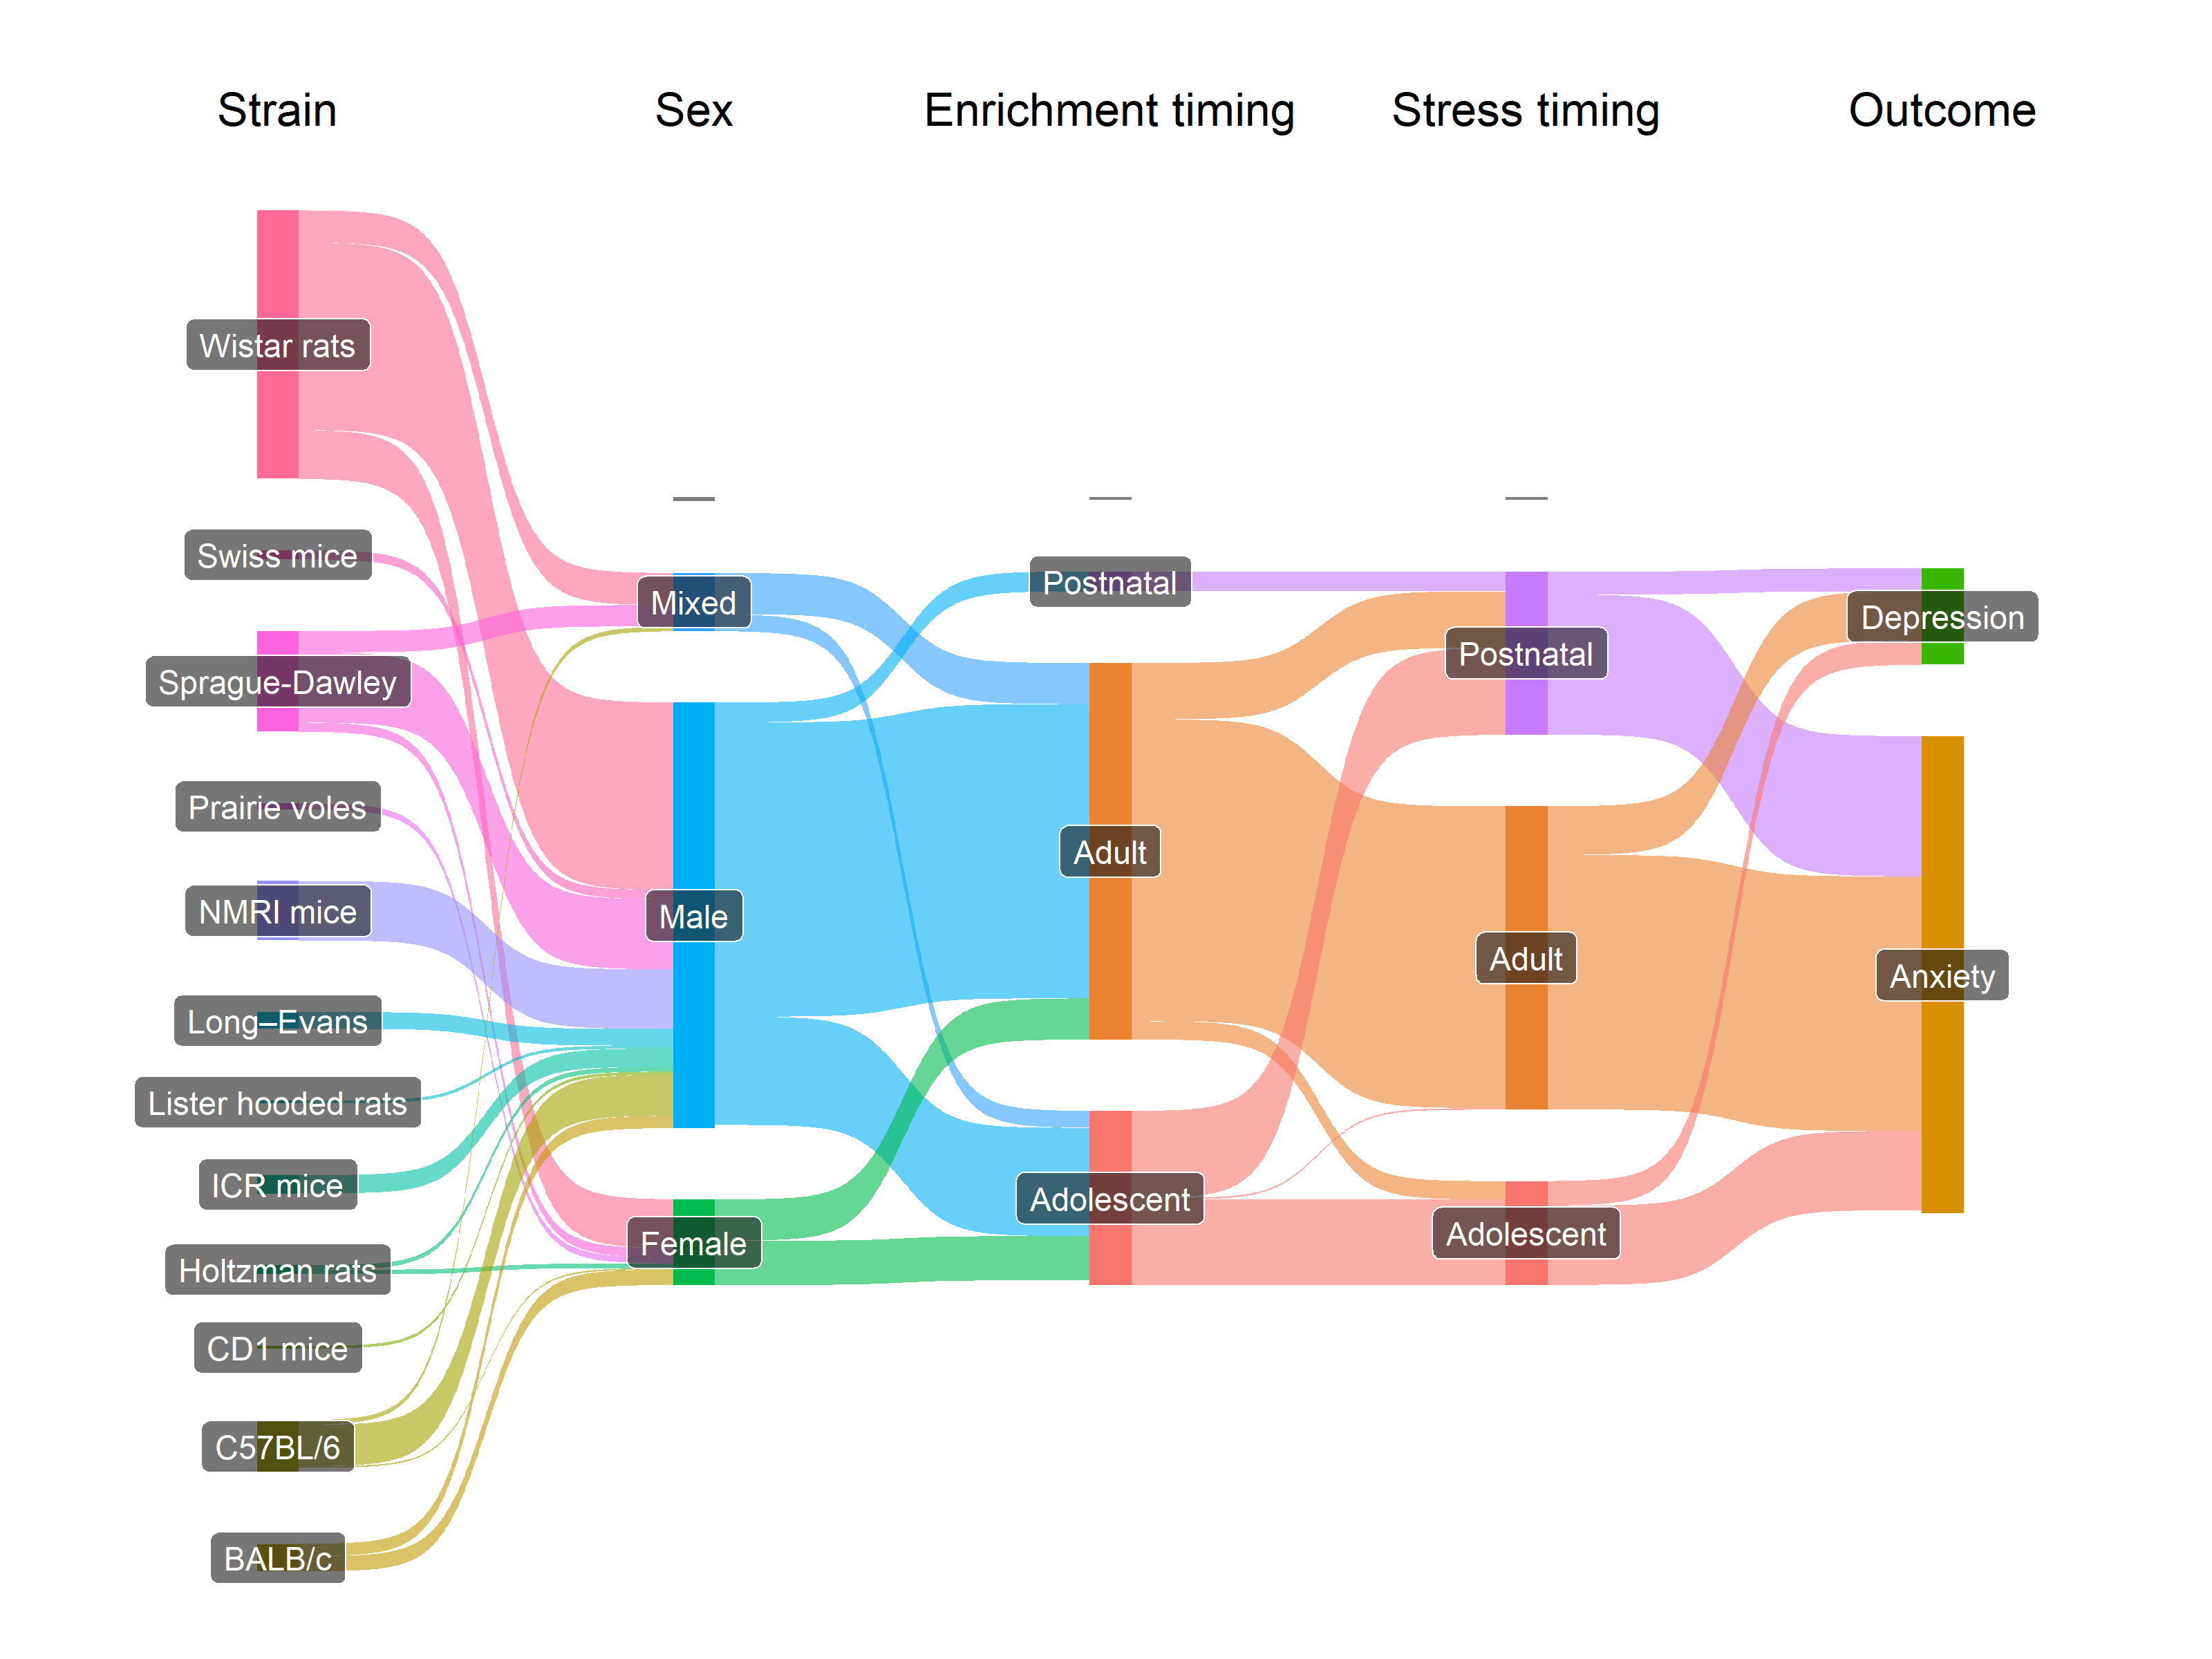 Strain
Sex
Enrichment timing
Stress timing
Outcome
Wistar rats
Swiss mice
Sprague-Dawley
Prairie voles
NMRI mice
Long–Evans
Lister hooded rats
ICR mice
Holtzman rats
CD1 mice
C57BL/6
BALB/c
Mixed
Male
Female
Postnatal
Adult
Adolescent
Postnatal
Adult
Adolescent
Depression
Anxiety